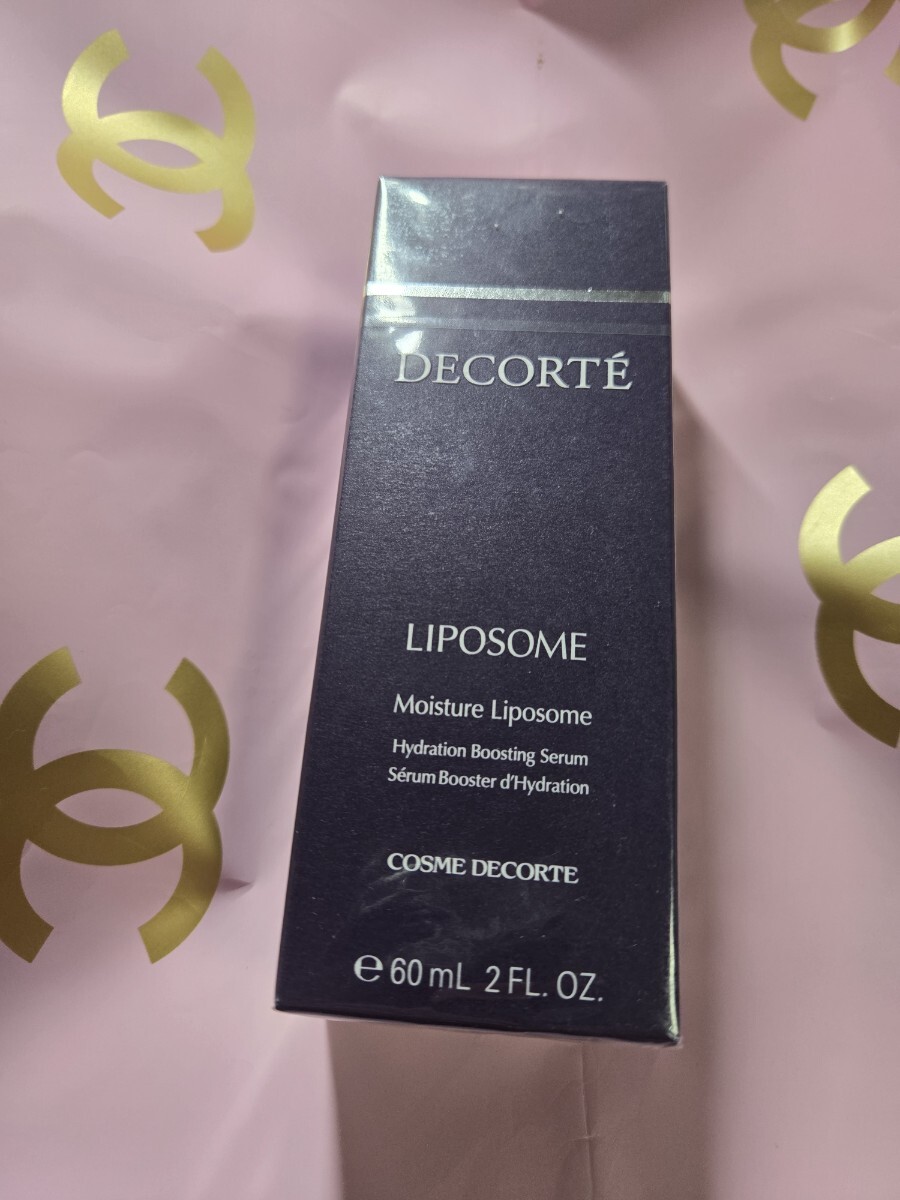 DECORTÉ
LIPOSOME
Moisture Liposome
Hydration Boosting Serum
Sérum Booster d'Hydration
COSME DECORTE
℮ 60 mL 2 FL. OZ.